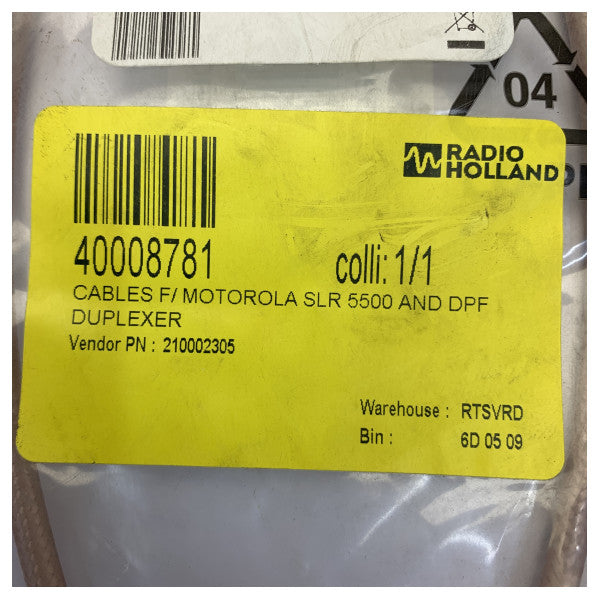 04
RADIO
HOLLAND
40008781 colli: 1/1
CABLES F/ MOTOROLA SLR 5500 AND DPF
DUPLEXER
Vendor PN : 210002305
Warehouse : RTSVRD
Bin : 6D 05 09